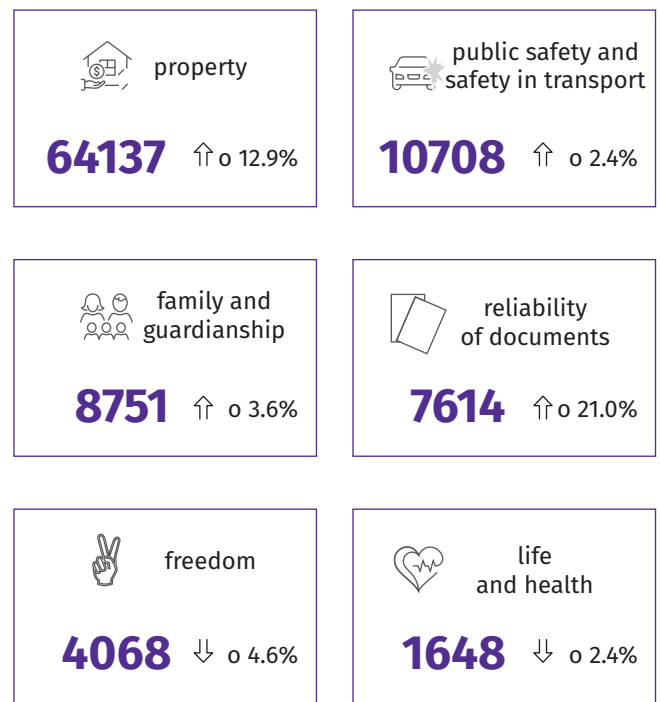 property
64137 ⇑ o 12.9%
public safety and
safety in transport
10708 ⇑ o 2.4%
family and
guardianship
8751 ⇑ o 3.6%
reliability
of documents
7614 ⇑ o 21.0%
freedom
4068 ⇓ o 4.6%
life
and health
1648 ⇓ o 2.4%